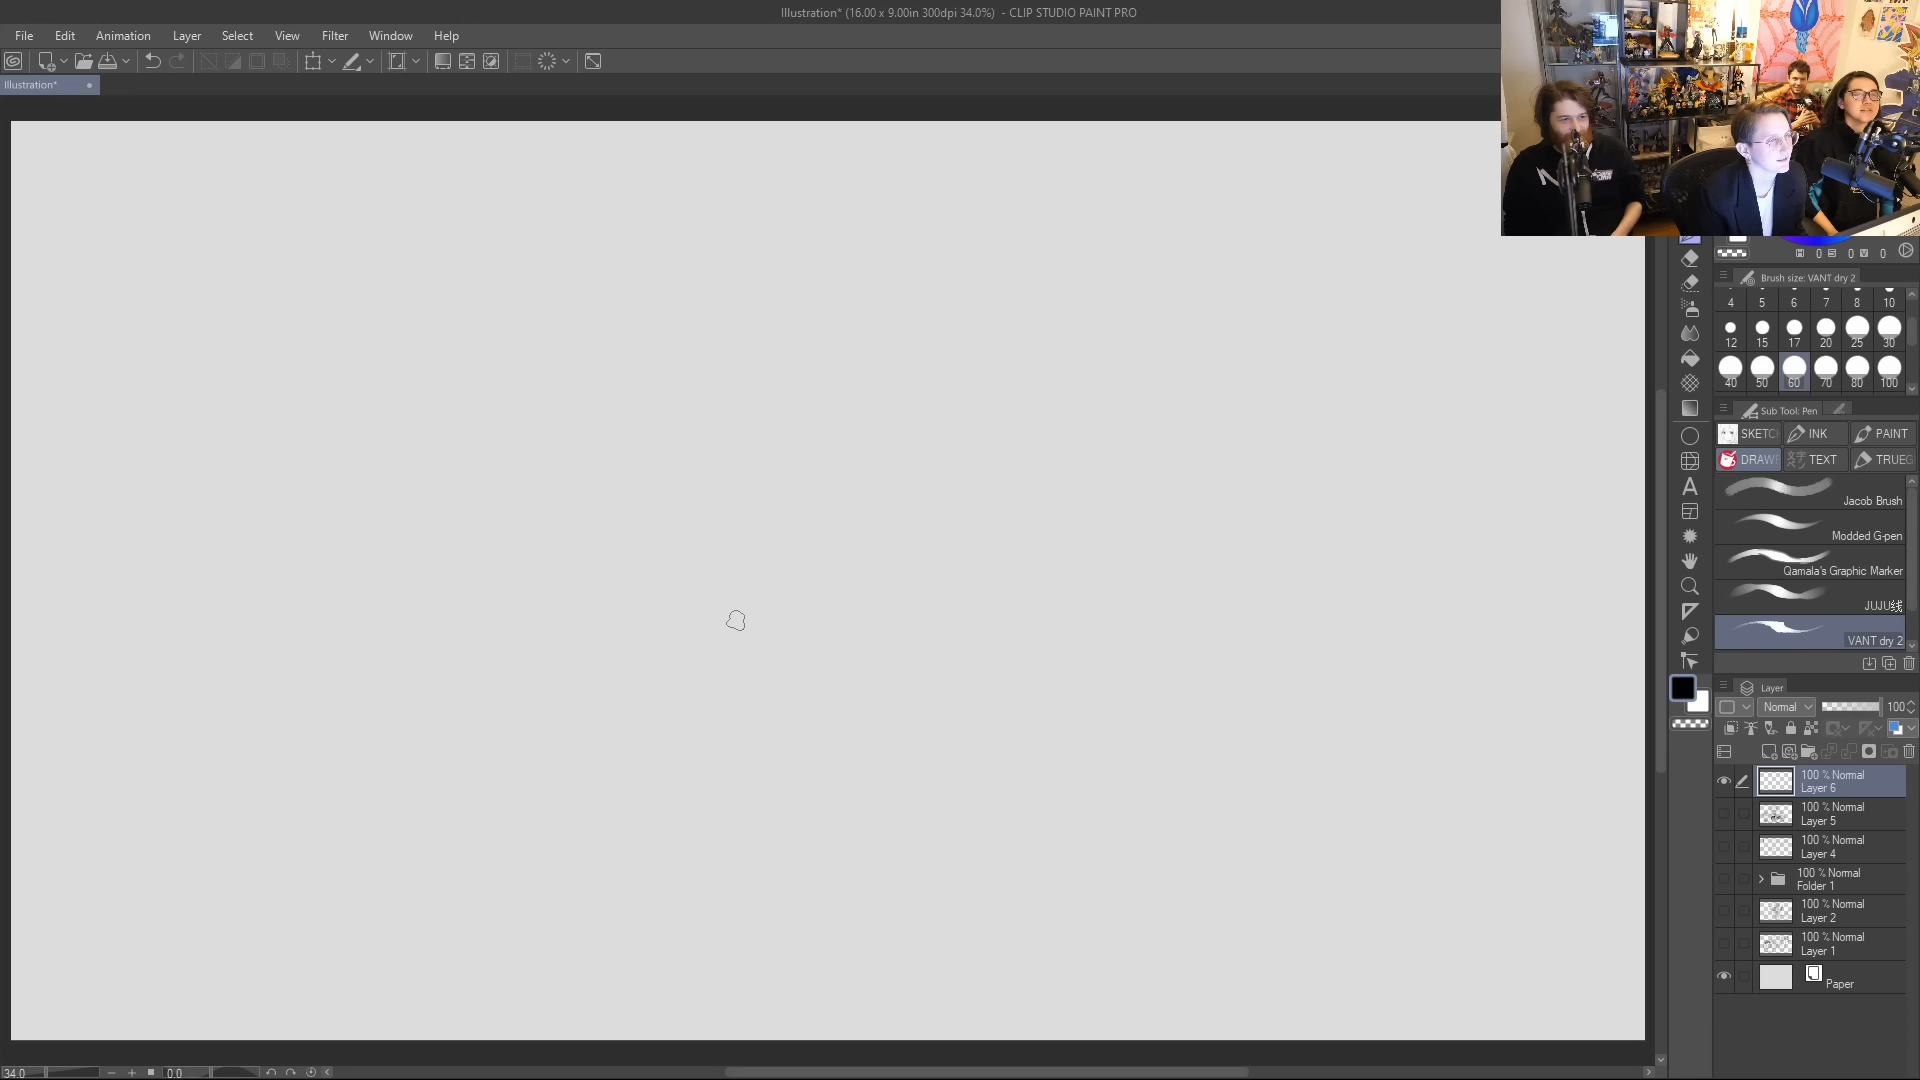 Illustration* (16.00 x 9.00in 300dpi 34.0%) - CLIP STUDIO PAINT PRO
File Edit Animation Layer Select View Filter Window Help
Illustration*
0 0 0
Brush size: VANT dry 2
4 5 6 7 8 10
12 15 17 20 25 30
40 50 60 70 80 100
Sub Tool: Pen
SKETC INK PAINT
DRAW TEXT TRUEG
Jacob Brush
Modded G-pen
Qamala's Graphic Marker
JUJU线
VANT dry 2
Layer
Normal 100
100 % Normal
Layer 6
100 % Normal
Layer 5
100 % Normal
Layer 4
100 % Normal
Folder 1
100 % Normal
Layer 2
100 % Normal
Layer 1
Paper
34.0 0.0